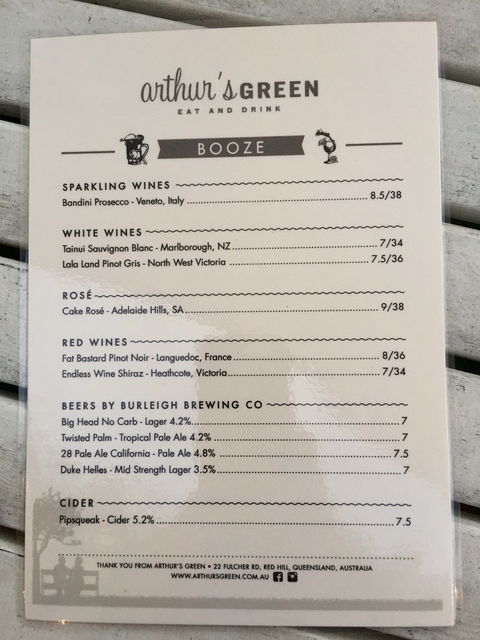 arthur's GREEN
EAT AND DRINK
BOOZE
SPARKLING WINES
Bandini Prosecco - Veneto, Italy 8.5/38
WHITE WINES
Tainui Sauvignon Blanc - Marlborough, NZ 7/34
Lala Land Pinot Gris - North West Victoria 7.5/36
ROSÉ
Cake Rosé - Adelaide Hills, SA 9/38
RED WINES
Fat Bastard Pinot Noir - Languedoc, France 8/36
Endless Wine Shiraz - Heathcote, Victoria 7/34
BEERS BY BURLEIGH BREWING CO
Big Head No Carb - Lager 4.2% 7
Twisted Palm - Tropical Pale Ale 4.2% 7
28 Pale Ale California - Pale Ale 4.8% 7.5
Duke Helles - Mid Strength Lager 3.5% 7
CIDER
Pipsqueak - Cider 5.2% 7.5
THANK YOU FROM ARTHUR'S GREEN • 22 FULCHER RD, RED HILL, QUEENSLAND, AUSTRALIA
WWW.ARTHURSGREEN.COM.AU